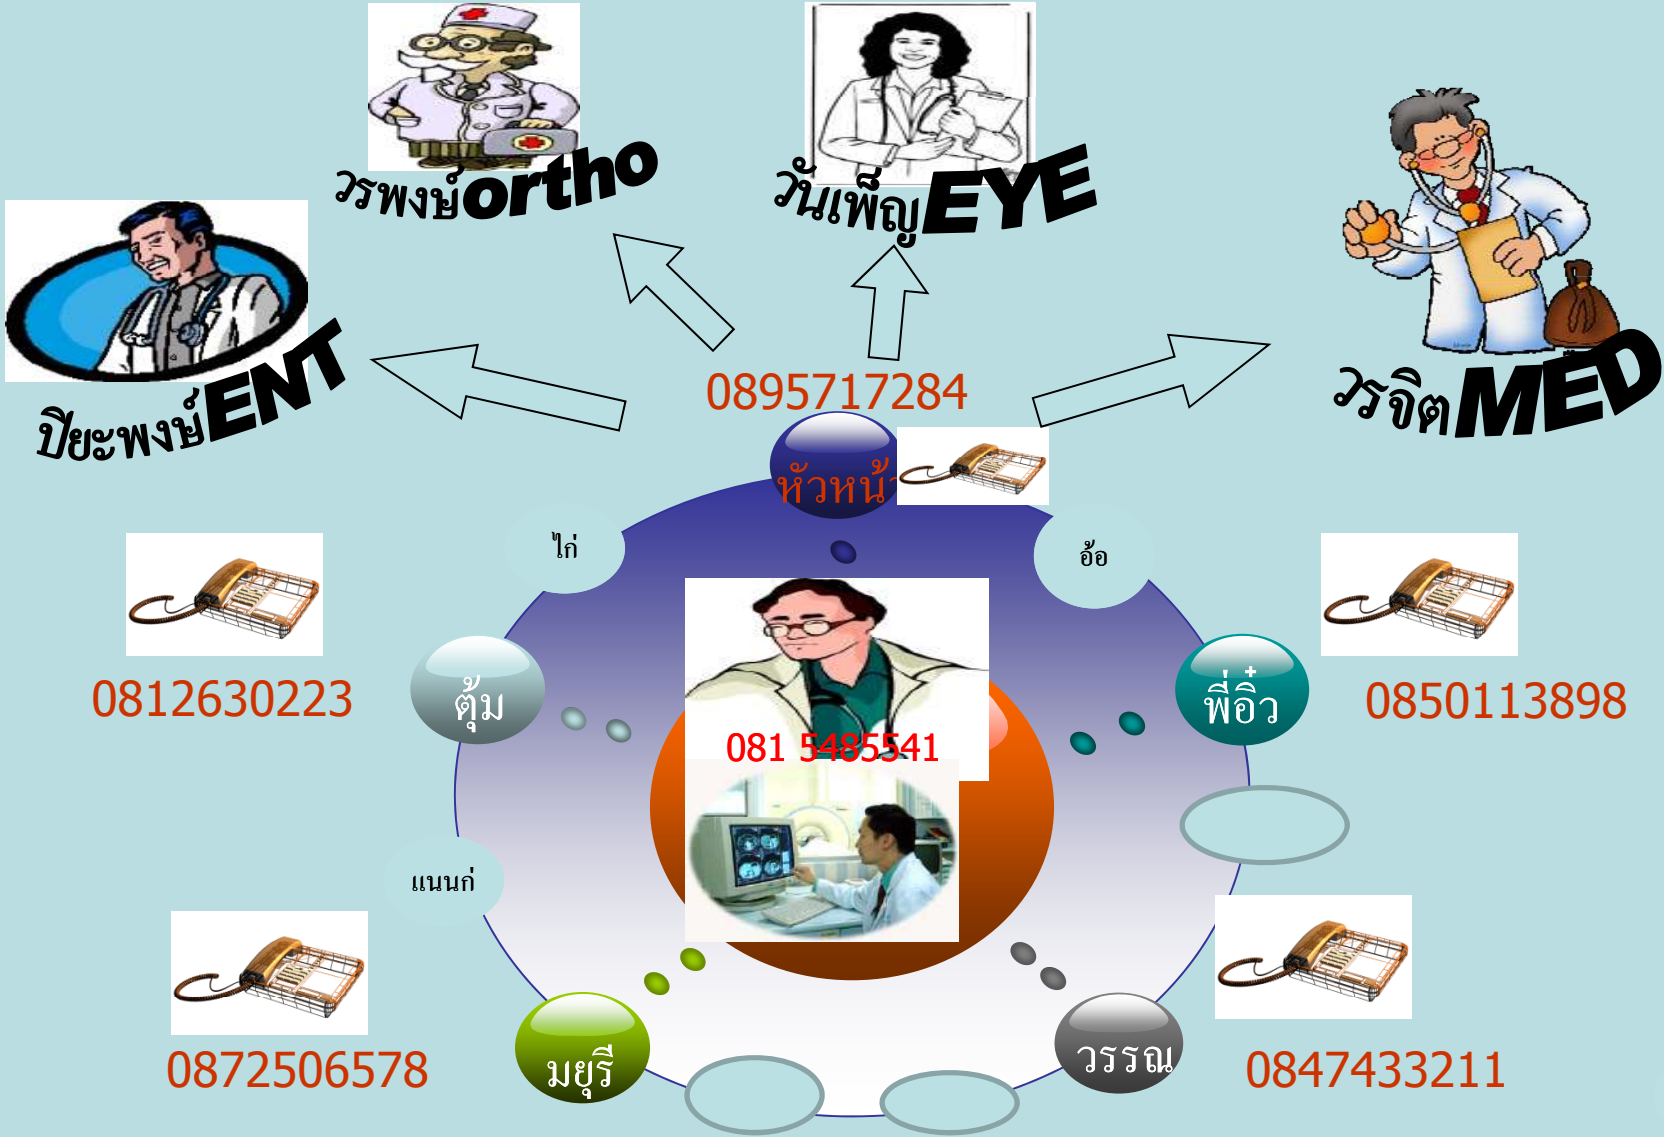 วรพงษ์ortho
วันเพ็ญEYE
ปิยะพงษ์ENT
วรจิตMED
0895717284
หัวหน้า
ไก่
อ้อ
ตุ้ม
พี่อิ๋ว
0812630223
0850113898
081 5485541
แนนก่
มยุรี
วรรณ
0872506578
0847433211